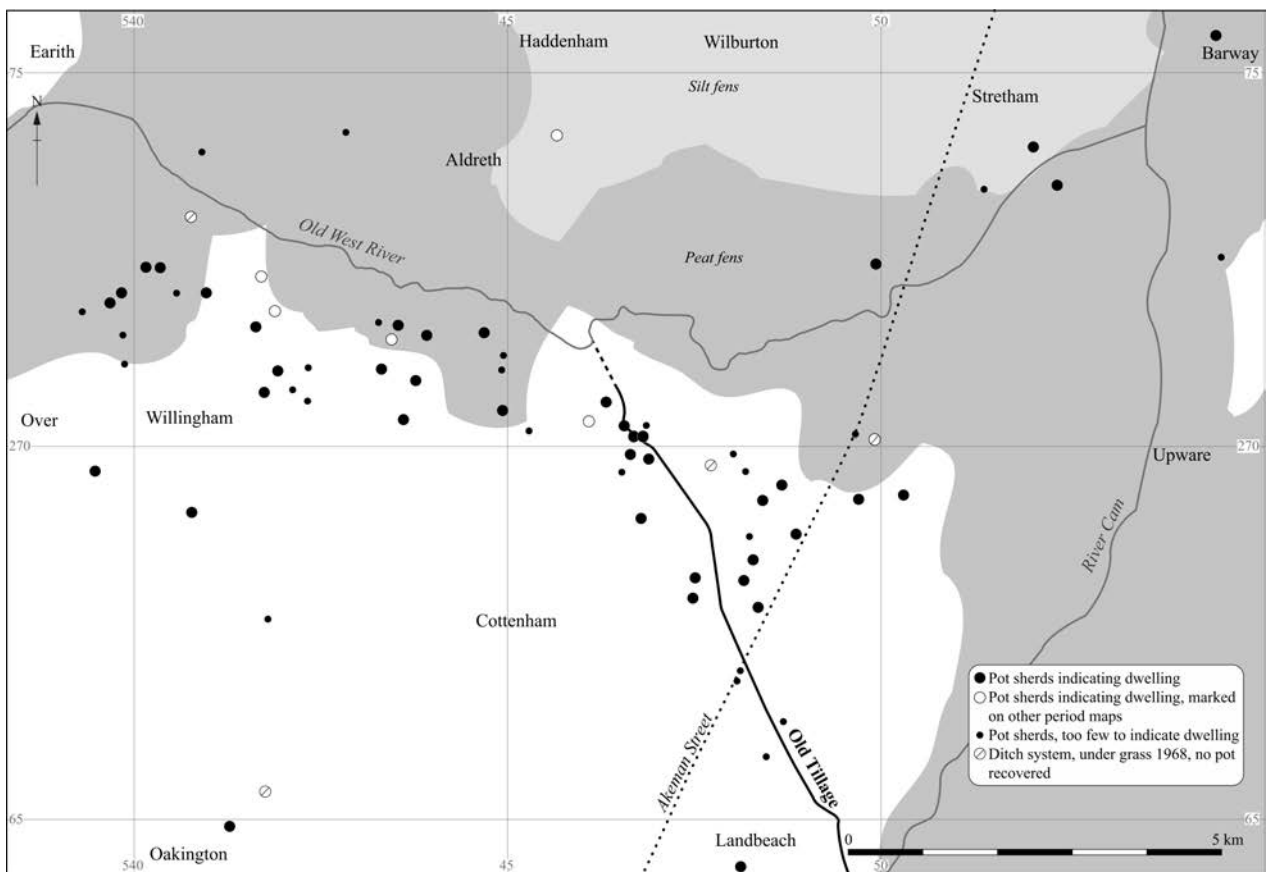 540
45
50
Earith
Haddenham
Wilburton
Barway
75
75
Silt fens
Stretham
N
Aldreth
Old West River
Peat fens
Over
Willingham
270
270
Upware
River Cam
Cottenham
Pot sherds indicating dwelling
Pot sherds indicating dwelling, marked
on other period maps
Pot sherds, too few to indicate dwelling
Ditch system, under grass 1968, no pot
recovered
Akeman Street
Old Tillage
65
65
Landbeach
0
5 km
Oakington
540
45
50